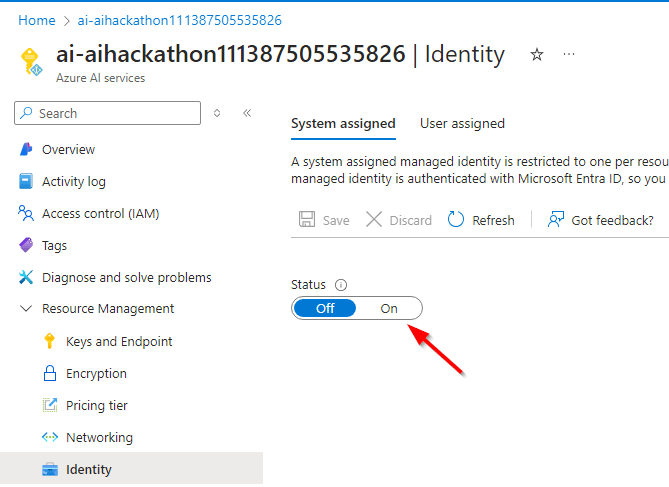 Home > ai-aihackathon111387505535826
ai-aihackathon111387505535826 | Identity
Azure AI services
Search
Overview
Activity log
Access control (IAM)
Tags
Diagnose and solve problems
Resource Management
Keys and Endpoint
Encryption
Pricing tier
Networking
Identity
System assigned User assigned
A system assigned managed identity is restricted to one per resou
managed identity is authenticated with Microsoft Entra ID, so you
Save Discard Refresh Got feedback?
Status
Off On